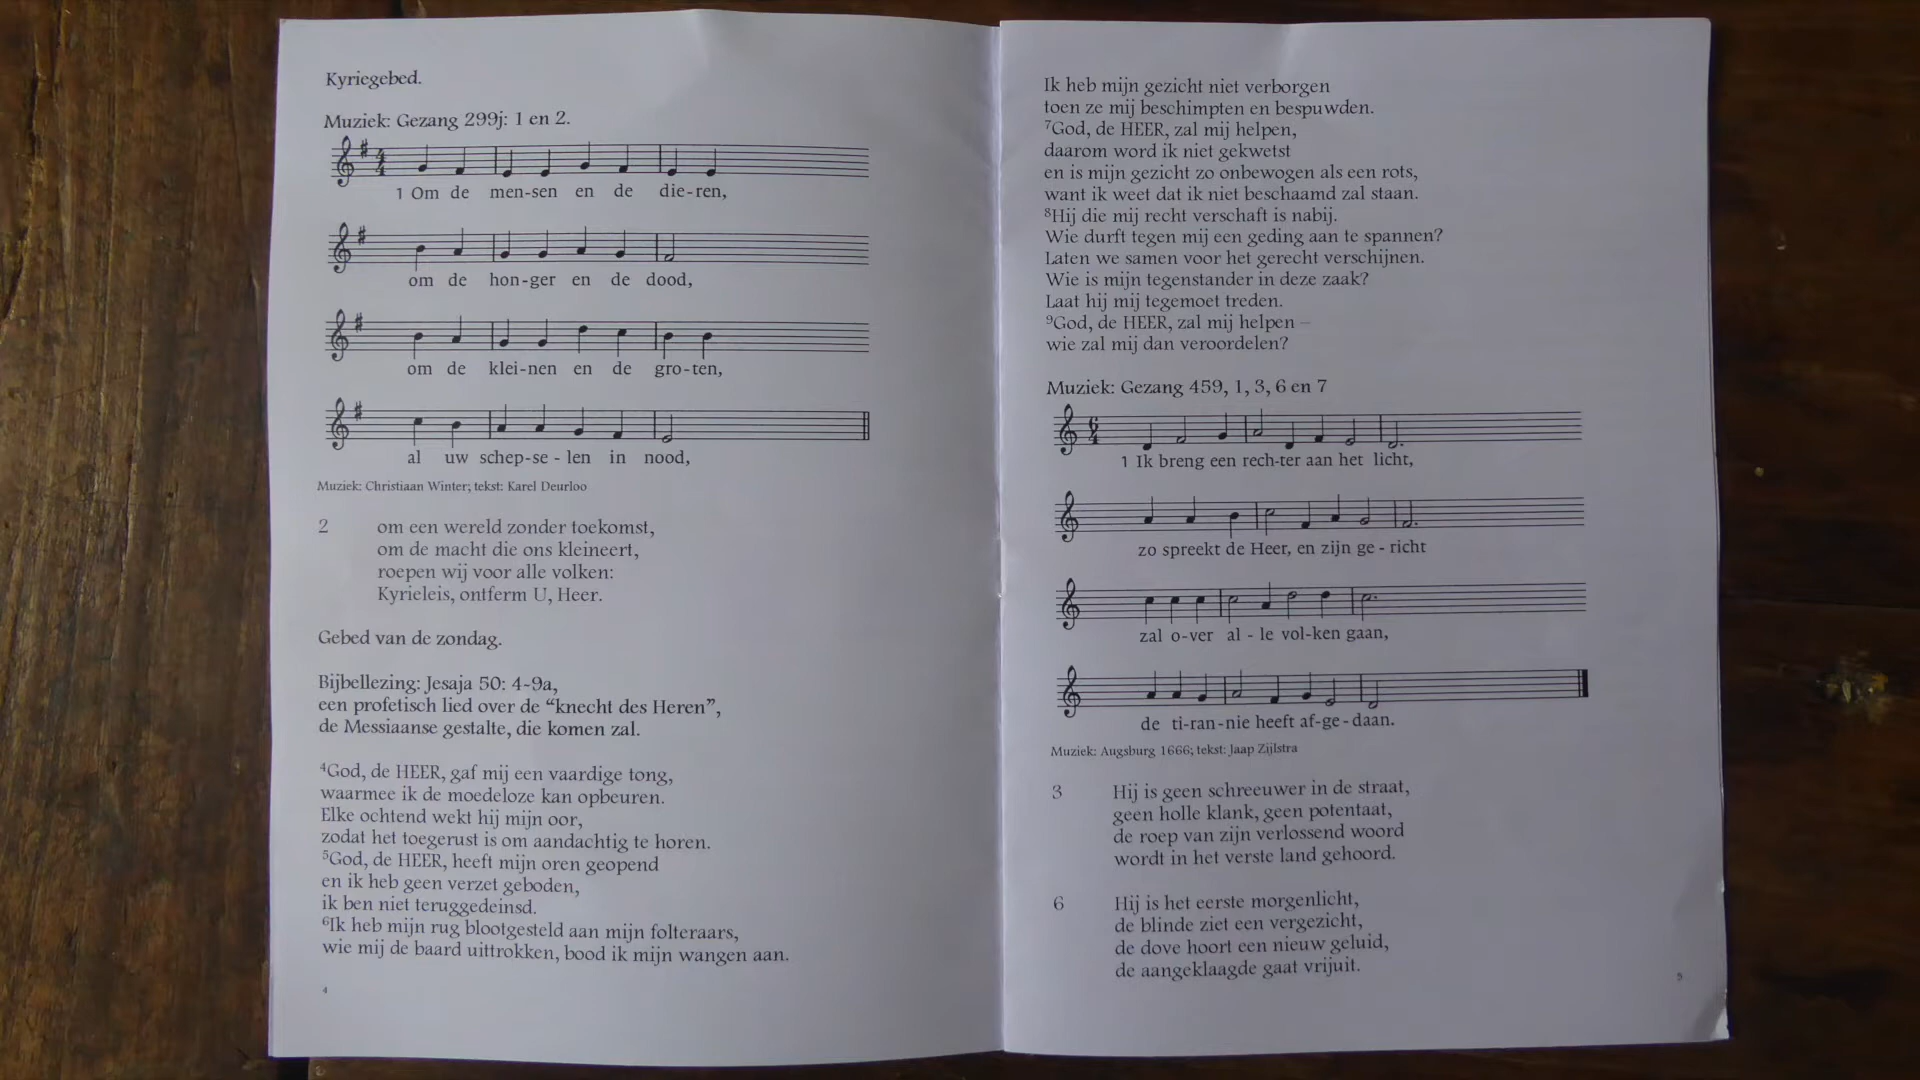 Kyriegebed.
Muziek: Gezang 299j: 1 en 2.
1 Om de men-sen en de die-ren,
om de hon-ger en de dood,
om de klei-nen en de gro-ten,
al uw schep-se-len in nood,
Muziek: Christiaan Winter; tekst: Karel Deurloo
2 om een wereld zonder toekomst,
om de macht die ons kleineert,
roepen wij voor alle volken:
Kyrieleis, ontferm U, Heer.
Gebed van de zondag.
Bijbellezing: Jesaja 50: 4-9a,
een profetisch lied over de “knecht des Heren”,
de Messiaanse gestalte, die komen zal.
⁴God, de HEER, gaf mij een vaardige tong,
waarmee ik de moedeloze kan opbeuren.
Elke ochtend wekt hij mijn oor,
zodat het toegerust is om aandachtig te horen.
⁵God, de HEER, heeft mijn oren geopend
en ik heb geen verzet geboden,
ik ben niet teruggedeinsd.
⁶Ik heb mijn rug blootgesteld aan mijn folteraars,
wie mij de baard uittrokken, bood ik mijn wangen aan.
4
Ik heb mijn gezicht niet verborgen
toen ze mij beschimpten en bespuwden.
⁷God, de HEER, zal mij helpen,
daarom word ik niet gekwetst
en is mijn gezicht zo onbewogen als een rots,
want ik weet dat ik niet beschaamd zal staan.
⁸Hij die mij recht verschaft is nabij.
Wie durft tegen mij een geding aan te spannen?
Laten we samen voor het gerecht verschijnen.
Wie is mijn tegenstander in deze zaak?
Laat hij mij tegemoet treden.
⁹God, de HEER, zal mij helpen –
wie zal mij dan veroordelen?
Muziek: Gezang 459, 1, 3, 6 en 7
1 Ik breng een rech-ter aan het licht,
zo spreekt de Heer, en zijn ge-richt
zal o-ver al-le vol-ken gaan,
de ti-ran-nie heeft af-ge-daan.
Muziek: Augsburg 1666; tekst: Jaap Zijlstra
3 Hij is geen schreeuwer in de straat,
geen holle klank, geen potentaat,
de roep van zijn verlossend woord
wordt in het verste land gehoord.
6 Hij is het eerste morgenlicht,
de blinde ziet een vergezicht,
de dove hoort een nieuw geluid,
de aangeklaagde gaat vrijuit.
5